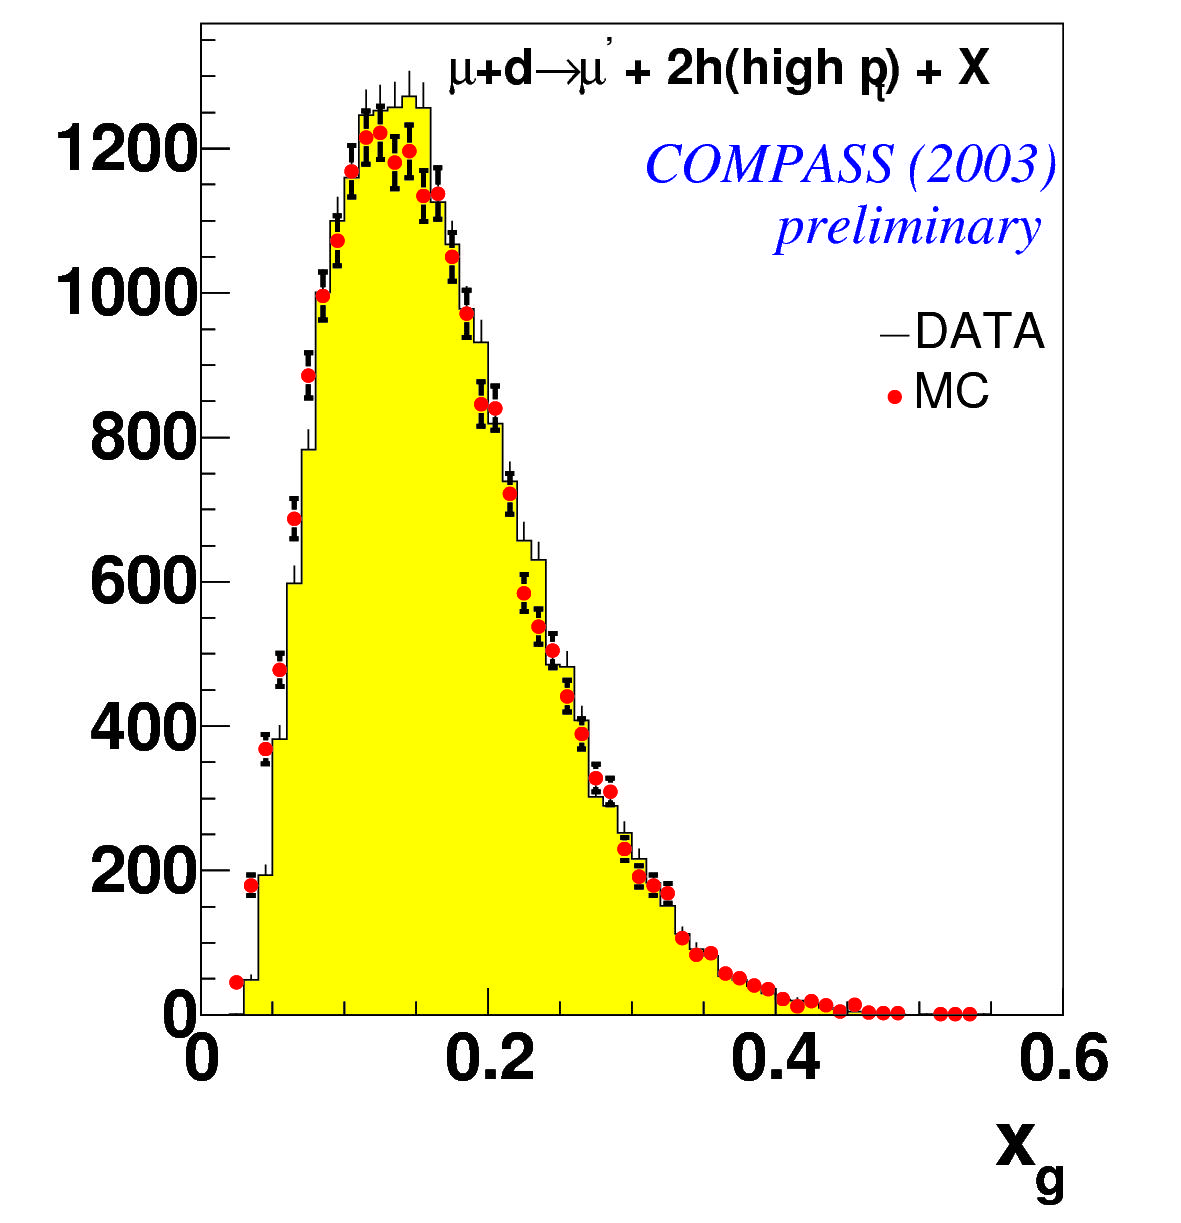 μ+d→μ' + 2h(high pt) + X
COMPASS (2003)
preliminary
DATA
MC
1200
1000
800
600
400
200
0
0 0.2 0.4 0.6
xg